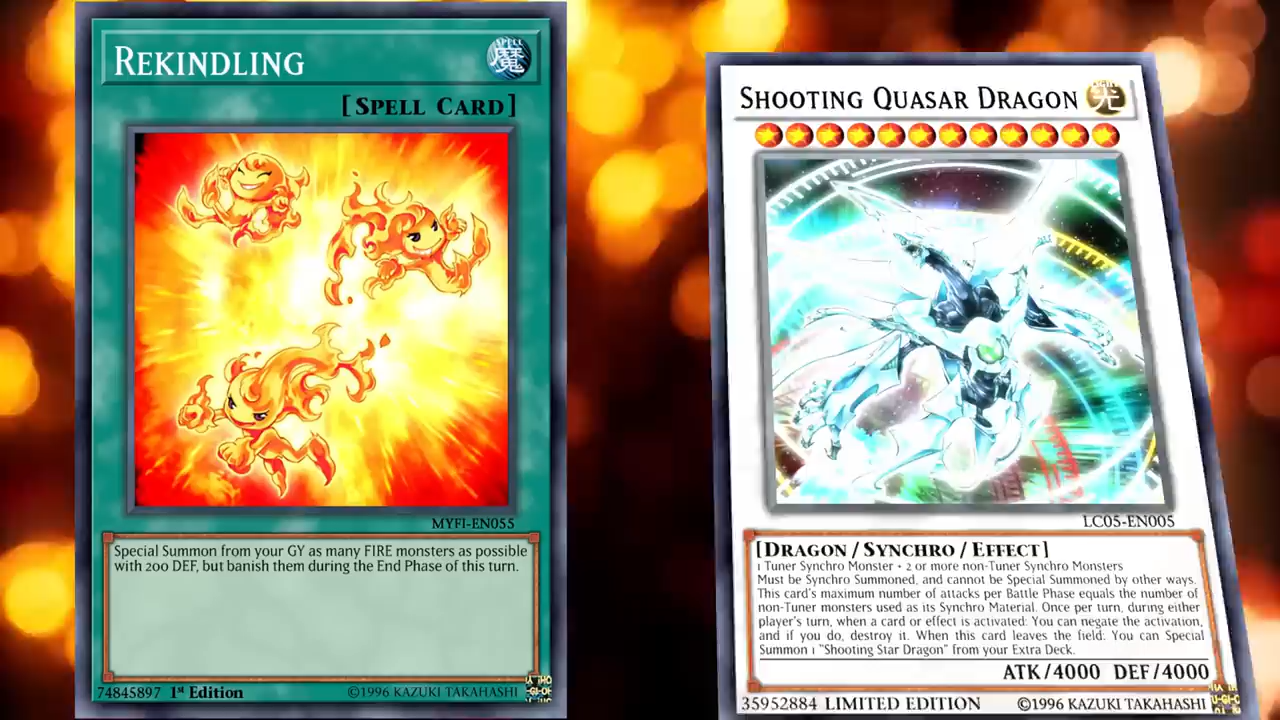 REKINDLING
SPELL
魔
[SPELL CARD]
MYFI-EN055
Special Summon from your GY as many FIRE monsters as possible
with 200 DEF, but banish them during the End Phase of this turn.
74845897 1st Edition ©1996 KAZUKI TAKAHASHI
SHOOTING QUASAR DRAGON
光
LC05-EN005
[DRAGON / SYNCHRO / EFFECT]
1 Tuner Synchro Monster + 2 or more non-Tuner Synchro Monsters
Must be Synchro Summoned, and cannot be Special Summoned by other ways.
This card's maximum number of attacks per Battle Phase equals the number of
non-Tuner monsters used as its Synchro Material. Once per turn, during either
player's turn, when a card or effect is activated: You can negate the activation,
and if you do, destroy it. When this card leaves the field: You can Special
Summon 1 "Shooting Star Dragon" from your Extra Deck.
ATK/4000 DEF/4000
35952884 LIMITED EDITION ©1996 KAZUKI TAKAHASHI